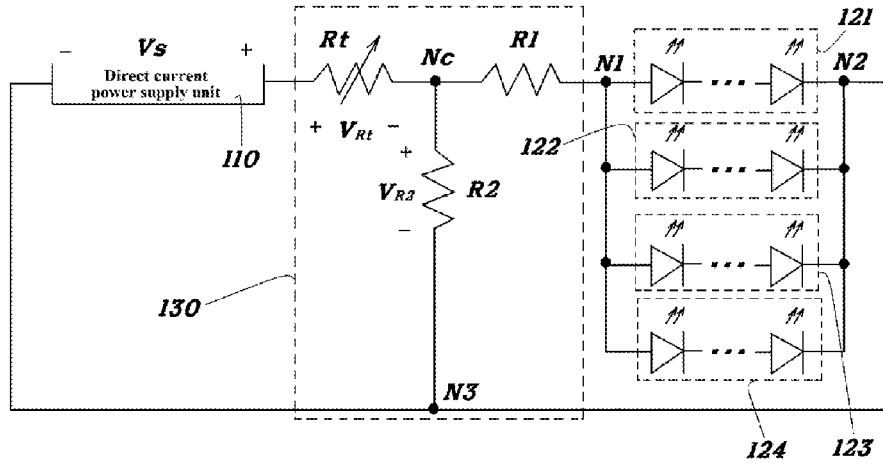 121
− Vs +
Rt
Nc
R1
N1
N2
Direct current
power supply unit
+ VRt −
110
122
+
VR2
R2
−
130
N3
124
123